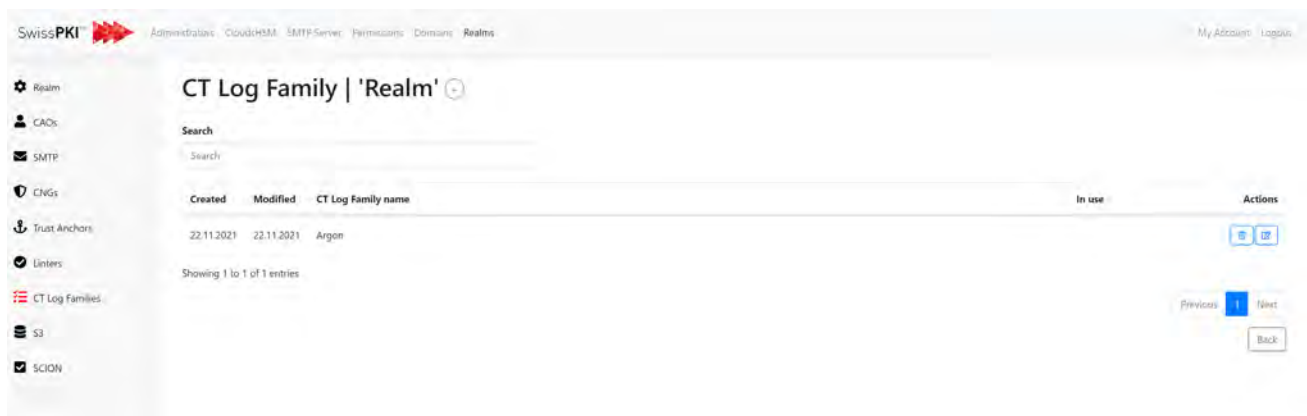 SwissPKI™
Administration CloudcHSM SMTP Server Permissions Domains Realms
My Account Logout
Realm
CAOs
SMTP
CNGs
Trust Anchors
Linters
CT Log Families
S3
SCION
CT Log Family | 'Realm'
Search
Search
Created Modified CT Log Family name In use Actions
22.11.2021 22.11.2021 Argon
Showing 1 to 1 of 1 entries
Previous 1 Next
Back